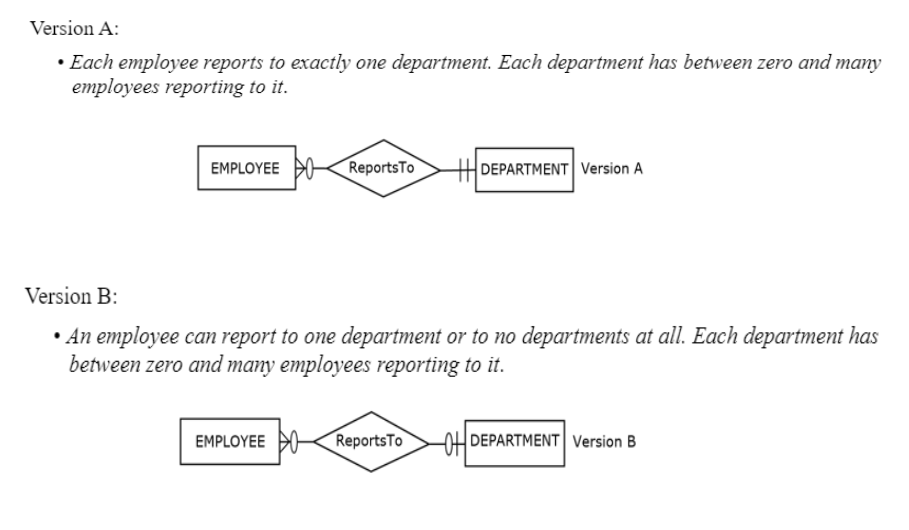 Version A:
• Each employee reports to exactly one department. Each department has between zero and many
employees reporting to it.
EMPLOYEE ReportsTo DEPARTMENT Version A
Version B:
• An employee can report to one department or to no departments at all. Each department has
between zero and many employees reporting to it.
EMPLOYEE ReportsTo DEPARTMENT Version B